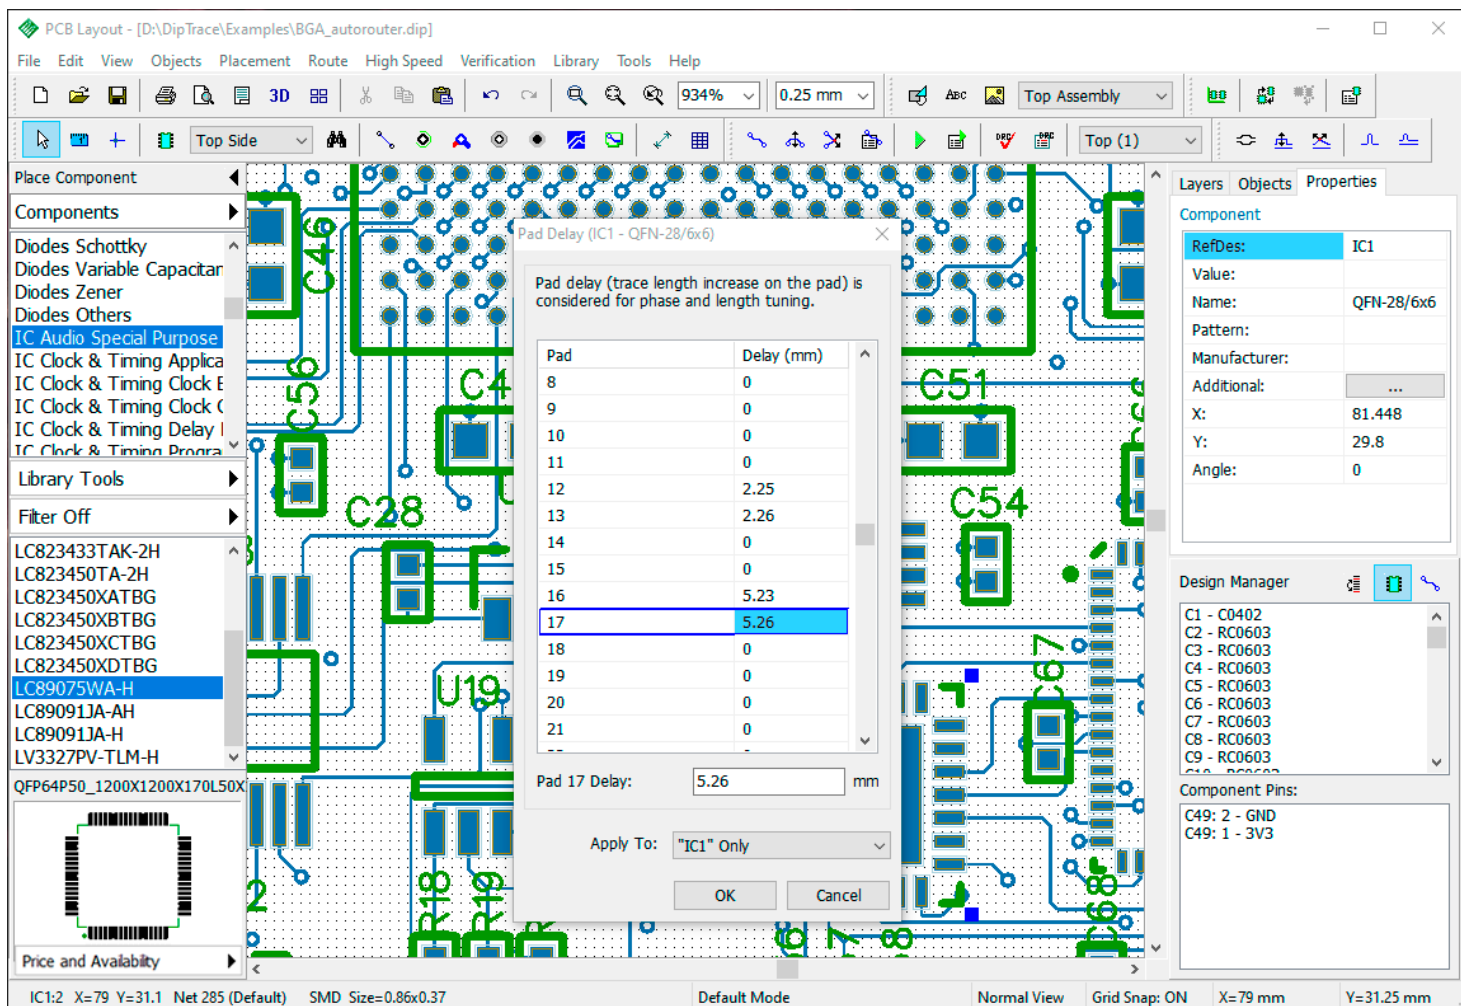 PCB Layout - [D:\DipTrace\Examples\BGA_autorouter.dip]
File Edit View Objects Placement Route High Speed Verification Library Tools Help
3D 934% 0.25 mm ABC Top Assembly
Top Side DRC DRC Top (1)
Place Component
Components
Diodes Schottky
Diodes Variable Capacitan
Diodes Zener
Diodes Others
IC Audio Special Purpose
IC Clock & Timing Applica
IC Clock & Timing Clock
IC Clock & Timing Clock
IC Clock & Timing Delay
IC Clock & Timing Progra
Library Tools
Filter Off
LC823433TAK-2H
LC823450TA-2H
LC823450XATBG
LC823450XBTBG
LC823450XCTBG
LC823450XDTBG
LC89075WA-H
LC89091JA-AH
LC89091JA-H
LV3327PV-TLM-H
QFP64P50_1200X1200X170L50X
Price and Availability
C46
C56
C28
C4
C51
C54
C67
C68
U19
R18
R19
Pad Delay (IC1 - QFN-28/6x6)
Pad delay (trace length increase on the pad) is
considered for phase and length tuning.
Pad Delay (mm)
8 0
9 0
10 0
11 0
12 2.25
13 2.26
14 0
15 0
16 5.23
17 5.26
18 0
19 0
20 0
21 0
Pad 17 Delay: 5.26 mm
Apply To: "IC1" Only
OK Cancel
Layers Objects Properties
Component
RefDes: IC1
Value:
Name: QFN-28/6x6
Pattern:
Manufacturer:
Additional: ...
X: 81.448
Y: 29.8
Angle: 0
Design Manager
C1 - C0402
C2 - RC0603
C3 - RC0603
C4 - RC0603
C5 - RC0603
C6 - RC0603
C7 - RC0603
C8 - RC0603
C9 - RC0603
C10 - RC0603
Component Pins:
C49: 2 - GND
C49: 1 - 3V3
IC1:2 X=79 Y=31.1 Net 285 (Default) SMD Size=0.86x0.37 Default Mode Normal View Grid Snap: ON X=79 mm Y=31.25 mm